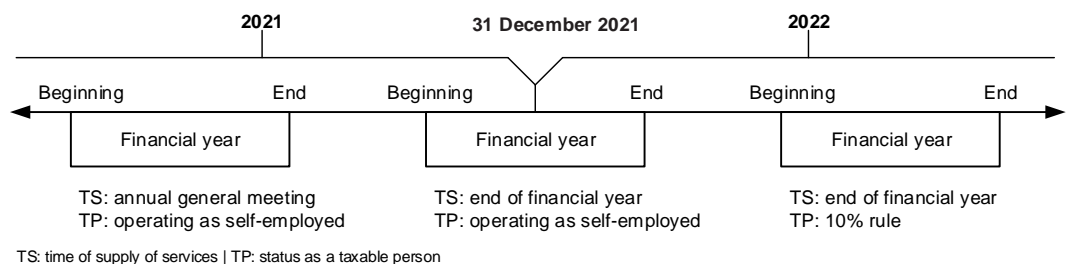 2021 31 December 2021 2022
Beginning End Beginning End Beginning End
Financial year Financial year Financial year
TS: annual general meeting TS: end of financial year TS: end of financial year
TP: operating as self-employed TP: operating as self-employed TP: 10% rule
TS: time of supply of services | TP: status as a taxable person